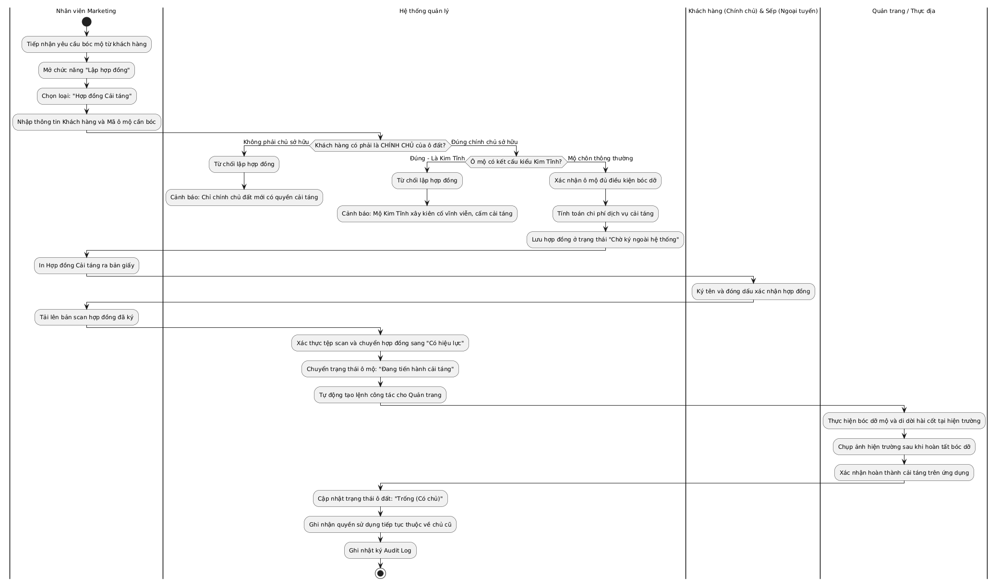 Nhân viên Marketing
Hệ thống quản lý
Khách hàng (Chính chủ) & Sếp (Ngoại tuyến)
Quản trang / Thực địa
Tiếp nhận yêu cầu bóc mộ từ khách hàng
Mở chức năng "Lập hợp đồng"
Chọn loại: "Hợp đồng Cải táng"
Nhập thông tin Khách hàng và Mã ô mộ cần bóc
Không phải chủ sở hữu
Khách hàng có phải là CHÍNH CHỦ của ô đất?
Đúng chính chủ sở hữu
Từ chối lập hợp đồng
Cảnh báo: Chỉ chính chủ đất mới có quyền cải táng
Đúng - Là Kim Tĩnh
Ô mộ có kết cấu kiểu Kim Tĩnh?
Mộ chôn thông thường
Từ chối lập hợp đồng
Cảnh báo: Mộ Kim Tĩnh xây kiên cố vĩnh viễn, cấm cải táng
Xác nhận ô mộ đủ điều kiện bóc dỡ
Tính toán chi phí dịch vụ cải táng
Lưu hợp đồng ở trạng thái "Chờ ký ngoài hệ thống"
In Hợp đồng Cải táng ra bản giấy
Ký tên và đóng dấu xác nhận hợp đồng
Tải lên bản scan hợp đồng đã ký
Xác thực tệp scan và chuyển hợp đồng sang "Có hiệu lực"
Chuyển trạng thái ô mộ: "Đang tiến hành cải táng"
Tự động tạo lệnh công tác cho Quản trang
Thực hiện bóc dỡ mộ và di dời hài cốt tại hiện trường
Chụp ảnh hiện trường sau khi hoàn tất bóc dỡ
Xác nhận hoàn thành cải táng trên ứng dụng
Cập nhật trạng thái ô đất: "Trống (Có chủ)"
Ghi nhận quyền sử dụng tiếp tục thuộc về chủ cũ
Ghi nhật ký Audit Log